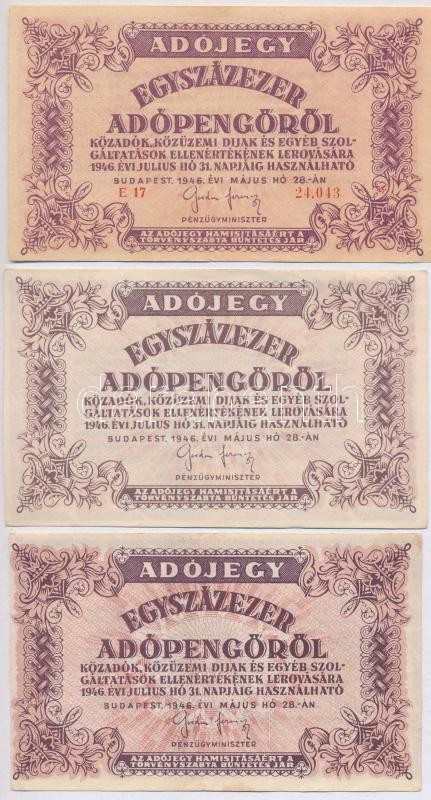 ADÓJEGY
EGYSZÁZEZER
ADÓPENGŐRŐL
KÖZADÓK, KÖZÜZEMI DIJAK ÉS EGYÉB SZOL-
GÁLTATÁSOK ELLENÉRTÉKÉNEK LEROVÁSÁRA
1946. ÉVI JULIUS HÓ 31. NAPJÁIG HASZNÁLHATÓ
BUDAPEST, 1946. ÉVI MÁJUS HÓ 28.-ÁN
E 17 24.043
PÉNZÜGYMINISZTER
AZ ADÓJEGY HAMISITÁSÁÉRT A
TÖRVÉNYSZABTA BÜNTETÉS JÁR
ADÓJEGY
EGYSZÁZEZER
ADÓPENGŐRŐL
KÖZADÓK, KÖZÜZEMI DIJAK ÉS EGYÉB SZOL-
GÁLTATÁSOK ELLENÉRTÉKÉNEK LEROVÁSÁRA
1946. ÉVI JULIUS HÓ 31. NAPJÁIG HASZNÁLHATÓ
BUDAPEST, 1946. ÉVI MÁJUS HÓ 28.-ÁN
PÉNZÜGYMINISZTER
AZ ADÓJEGY HAMISITÁSÁÉRT A
TÖRVÉNYSZABTA BÜNTETÉS JÁR
ADÓJEGY
EGYSZÁZEZER
ADÓPENGŐRŐL
KÖZADÓK, KÖZÜZEMI DIJAK ÉS EGYÉB SZOL-
GÁLTATÁSOK ELLENÉRTÉKÉNEK LEROVÁSÁRA
1946. ÉVI JULIUS HÓ 31. NAPJÁIG HASZNÁLHATÓ
BUDAPEST, 1946. ÉVI MÁJUS HÓ 28.-ÁN
PÉNZÜGYMINISZTER
AZ ADÓJEGY HAMISITÁSÁÉRT A
TÖRVÉNYSZABTA BÜNTETÉS JÁR